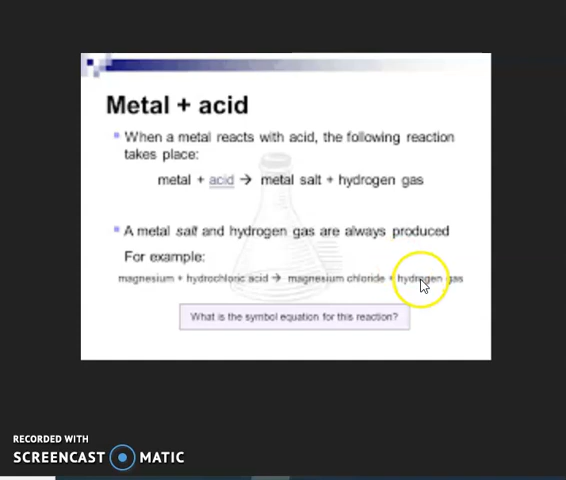 Metal + acid
When a metal reacts with acid, the following reaction
takes place:
metal + acid → metal salt + hydrogen gas
A metal salt and hydrogen gas are always produced
For example:
magnesium + hydrochloric acid → magnesium chloride + hydrogen gas
What is the symbol equation for this reaction?
RECORDED WITH
SCREENCAST MATIC